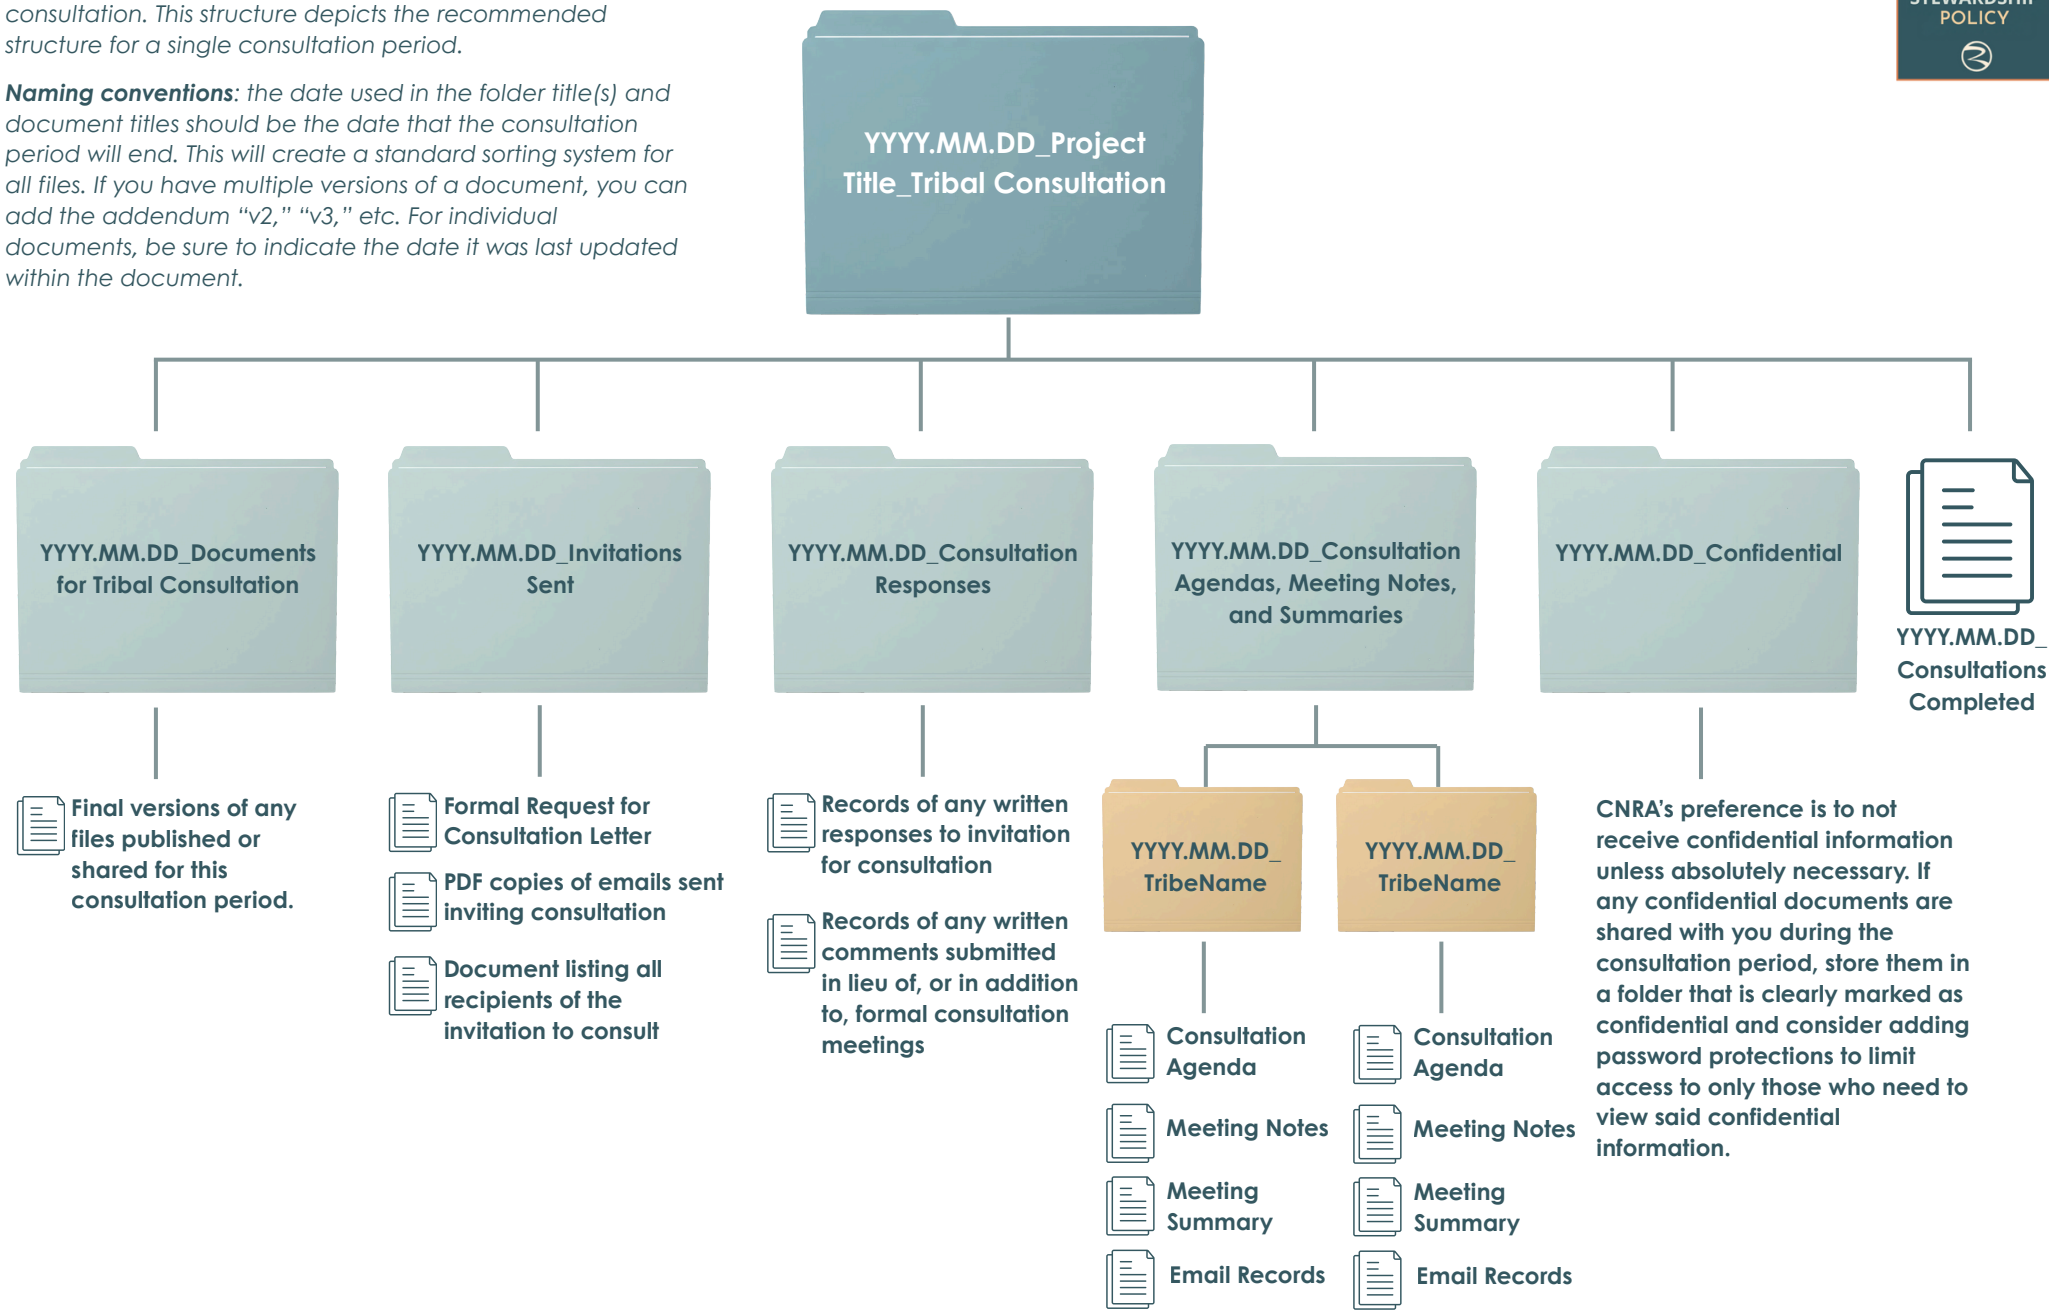 consultation. This structure depicts the recommended
structure for a single consultation period.
Naming conventions: the date used in the folder title(s) and
document titles should be the date that the consultation
period will end. This will create a standard sorting system for
all files. If you have multiple versions of a document, you can
add the addendum “v2,” “v3,” etc. For individual
documents, be sure to indicate the date it was last updated
within the document.
STEWARDSHIP
POLICY
YYYY.MM.DD_Project
Title_Tribal Consultation
YYYY.MM.DD_Documents
for Tribal Consultation
YYYY.MM.DD_Invitations
Sent
YYYY.MM.DD_Consultation
Responses
YYYY.MM.DD_Consultation
Agendas, Meeting Notes,
and Summaries
YYYY.MM.DD_Confidential
YYYY.MM.DD_
Consultations
Completed
Final versions of any
files published or
shared for this
consultation period.
Formal Request for
Consultation Letter
PDF copies of emails sent
inviting consultation
Document listing all
recipients of the
invitation to consult
Records of any written
responses to invitation
for consultation
Records of any written
comments submitted
in lieu of, or in addition
to, formal consultation
meetings
YYYY.MM.DD_
TribeName
Consultation
Agenda
Meeting Notes
Meeting
Summary
Email Records
YYYY.MM.DD_
TribeName
Consultation
Agenda
Meeting Notes
Meeting
Summary
Email Records
CNRA’s preference is to not
receive confidential information
unless absolutely necessary. If
any confidential documents are
shared with you during the
consultation period, store them in
a folder that is clearly marked as
confidential and consider adding
password protections to limit
access to only those who need to
view said confidential
information.